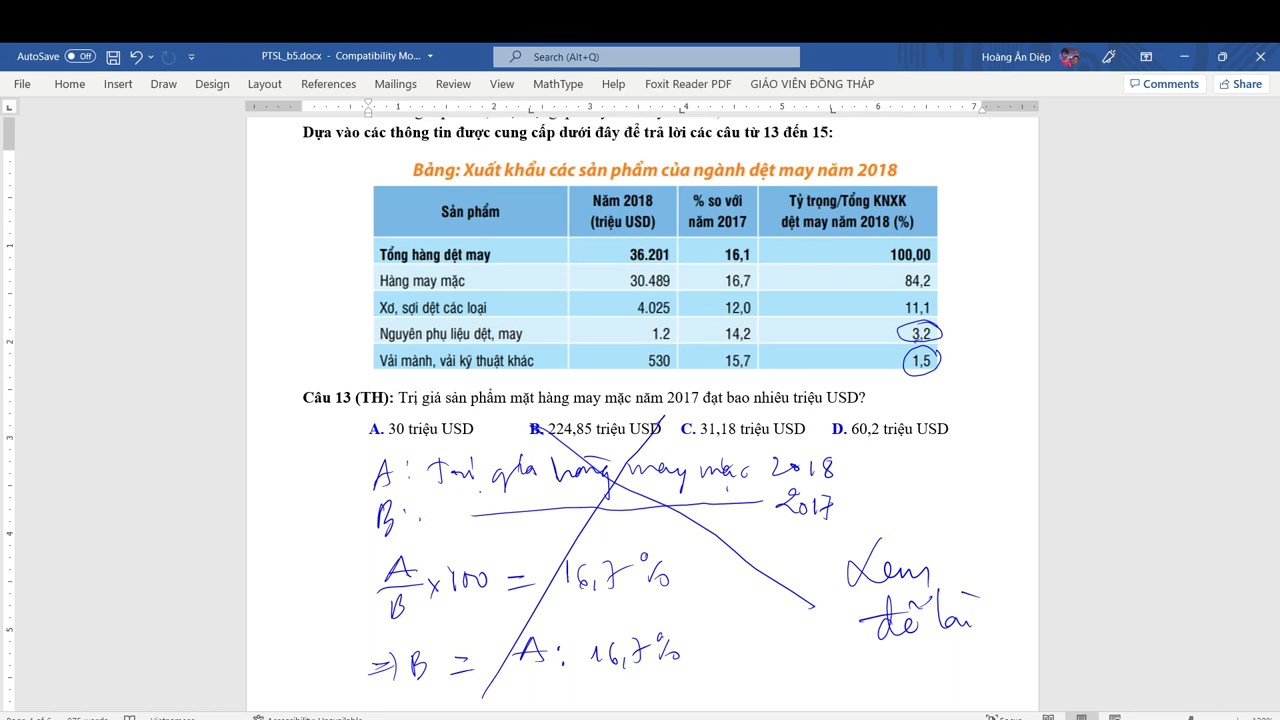 AutoSave Off PTSL_b5.docx - Compatibility Mo... Search (Alt+Q) Hoàng Ân Diệp
File Home Insert Draw Design Layout References Mailings Review View MathType Help Foxit Reader PDF GIÁO VIÊN ĐỒNG THÁP Comments Share
1 2 3 4 5 6 7
Dựa vào các thông tin được cung cấp dưới đây để trả lời các câu từ 13 đến 15:
Bảng: Xuất khẩu các sản phẩm của ngành dệt may năm 2018
Sản phẩm Năm 2018 (triệu USD) % so với năm 2017 Tỷ trọng/Tổng KNXK dệt may năm 2018 (%)
Tổng hàng dệt may 36.201 16,1 100,00
Hàng may mặc 30.489 16,7 84,2
Xơ, sợi dệt các loại 4.025 12,0 11,1
Nguyên phụ liệu dệt, may 1.2 14,2 3,2
Vải mành, vải kỹ thuật khác 530 15,7 1,5
Câu 13 (TH): Trị giá sản phẩm mặt hàng may mặc năm 2017 đạt bao nhiêu triệu USD?
A. 30 triệu USD B. 224,85 triệu USD C. 31,18 triệu USD D. 60,2 triệu USD
A: Trị giá hàng may mặc 2018
B: 2017
A/B x 100 = 16,7%
=> B = A : 16,7%
Xem
đề lại